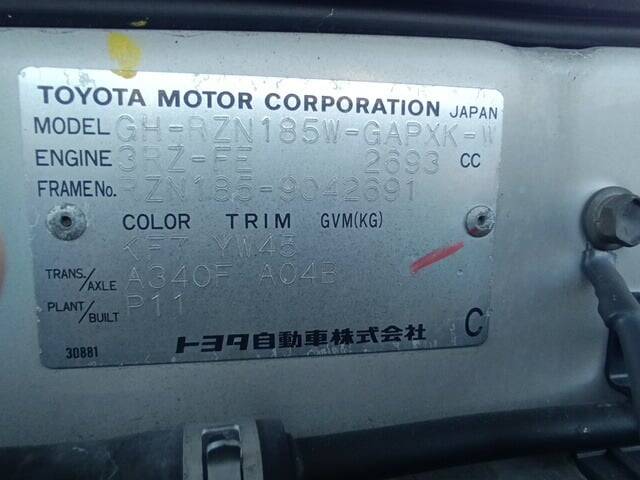 TOYOTA MOTOR CORPORATION JAPAN
MODEL GH-RZN185W-GAPXK-W
ENGINE 3RZ-FE 2693 CC
FRAME No. RZN185-9042691
COLOR TRIM GVM(KG)
KF7 YW45
TRANS./AXLE A340F A04B
PLANT/BUILT P11
30881 トヨタ自動車株式会社 C